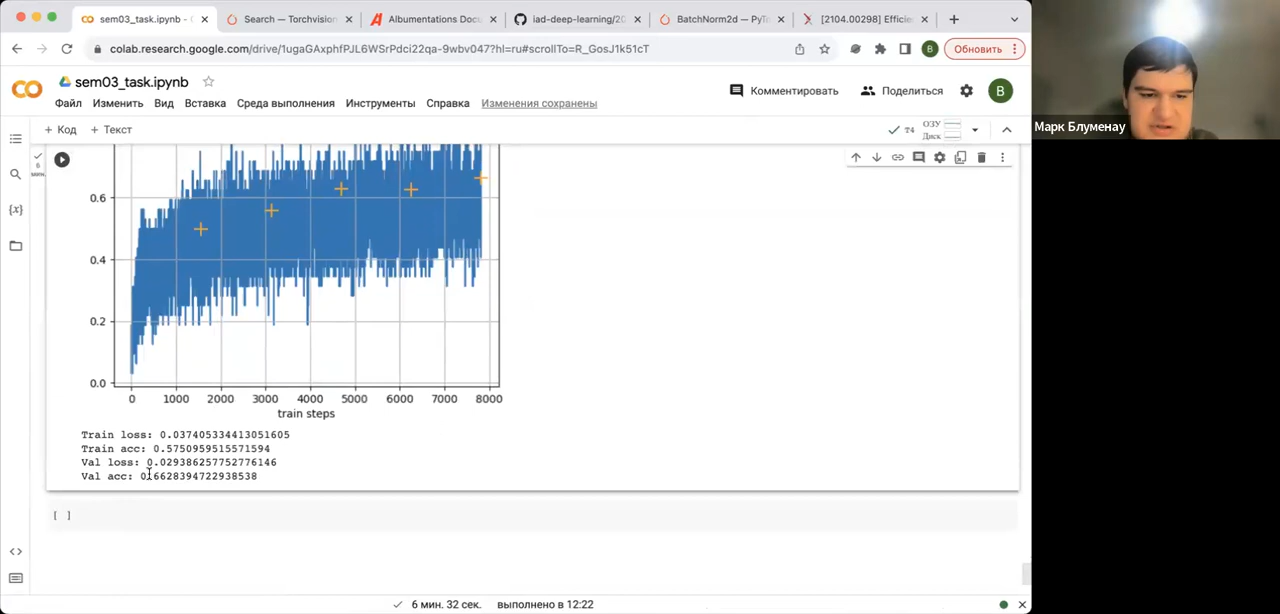 sem03_task.ipynb - C
Search — Torchvision
Albumentations Docu
iad-deep-learning/20
BatchNorm2d — PyTo
[2104.00298] Efficie
colab.research.google.com/drive/1ugaGAxphfPJL6WSrPdci22qa-9wbv047?hl=ru#scrollTo=R_GosJ1k51cT
B
Обновить
CO
sem03_task.ipynb
Комментировать
Поделиться
B
Файл Изменить Вид Вставка Среда выполнения Инструменты Справка Изменения сохранены
Марк Блуменау
+ Код + Текст
T4
ОЗУ
Диск
6
мин.
{x}
0.6
0.4
0.2
0.0
0 1000 2000 3000 4000 5000 6000 7000 8000
train steps
Train loss: 0.037405334413051605
Train acc: 0.5750959515571594
Val loss: 0.029386257752776146
Val acc: 0.6628394722938538
[ ]
6 мин. 32 сек. выполнено в 12:22